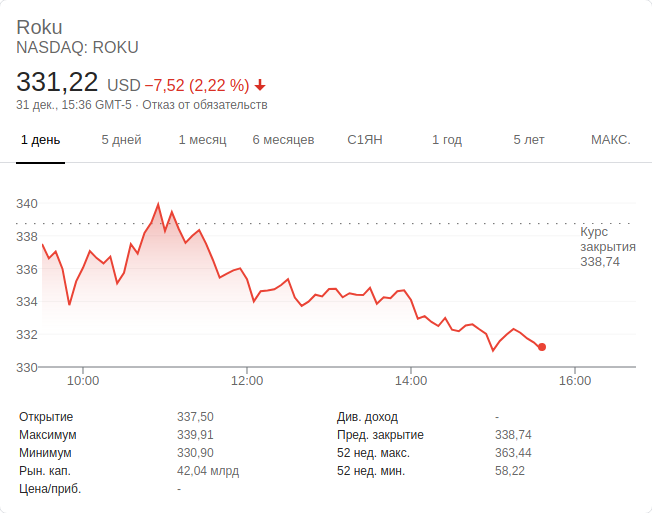 Roku
NASDAQ: ROKU
331,22 USD −7,52 (2,22 %)
31 дек., 15:36 GMT-5 · Отказ от обязательств
1 день 5 дней 1 месяц 6 месяцев С1ЯН 1 год 5 лет МАКС.
340
338
336
334
332
330
Курс
закрытия
338,74
10:00 12:00 14:00 16:00
Открытие 337,50 Див. доход -
Максимум 339,91 Пред. закрытие 338,74
Минимум 330,90 52 нед. макс. 363,44
Рын. кап. 42,04 млрд 52 нед. мин. 58,22
Цена/приб. -